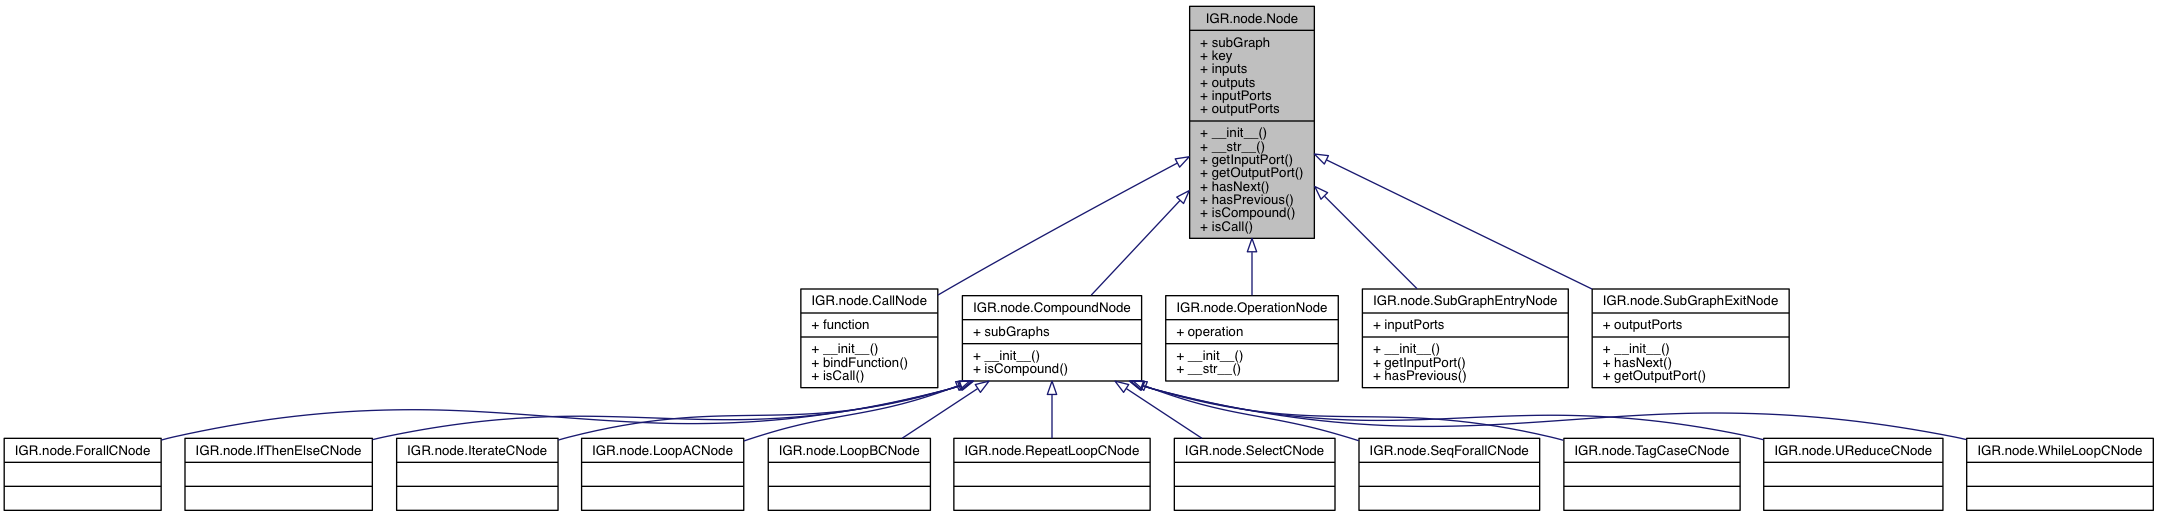 IGR.node.Node
+ subGraph
+ key
+ inputs
+ outputs
+ inputPorts
+ outputPorts
+ __init__()
+ __str__()
+ getInputPort()
+ getOutputPort()
+ hasNext()
+ hasPrevious()
+ isCompound()
+ isCall()
IGR.node.CallNode
+ function
+ __init__()
+ bindFunction()
+ isCall()
IGR.node.CompoundNode
+ subGraphs
+ __init__()
+ isCompound()
IGR.node.OperationNode
+ operation
+ __init__()
+ __str__()
IGR.node.SubGraphEntryNode
+ inputPorts
+ __init__()
+ getInputPort()
+ hasPrevious()
IGR.node.SubGraphExitNode
+ outputPorts
+ __init__()
+ hasNext()
+ getOutputPort()
IGR.node.ForallCNode
IGR.node.IfThenElseCNode
IGR.node.IterateCNode
IGR.node.LoopACNode
IGR.node.LoopBCNode
IGR.node.RepeatLoopCNode
IGR.node.SelectCNode
IGR.node.SeqForallCNode
IGR.node.TagCaseCNode
IGR.node.UReduceCNode
IGR.node.WhileLoopCNode